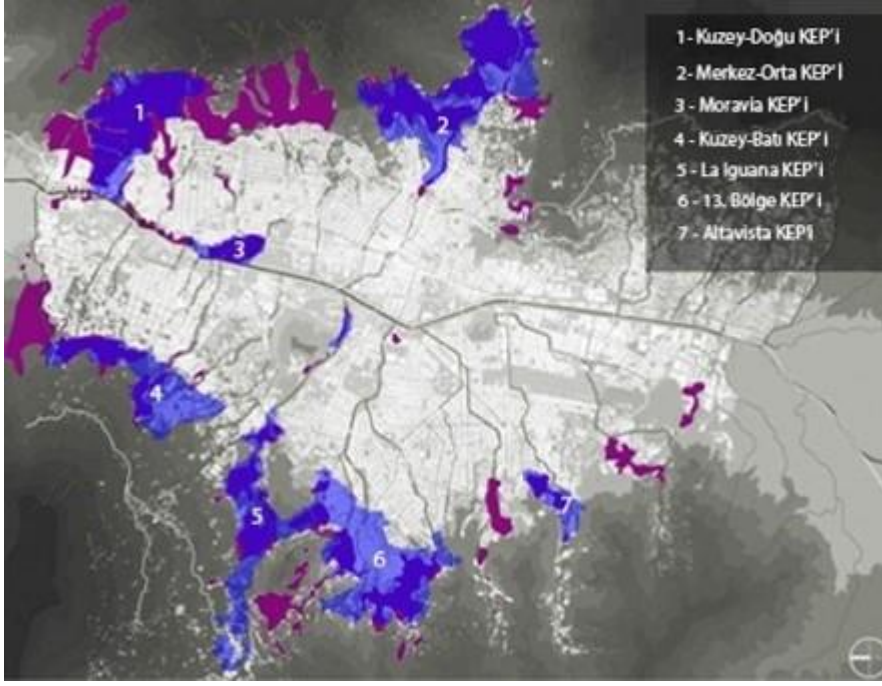 1- Kuzey-Doğu KEP'i
2- Merkez-Orta KEP'İ
3 - Moravia KEP'i
4 - Kuzey-Batı KEP'i
5 - La Iguana KEP'i
6 - 13. Bölge KEP'i
7 - Altavista KEP'i
1
2
3
4
5
6
7